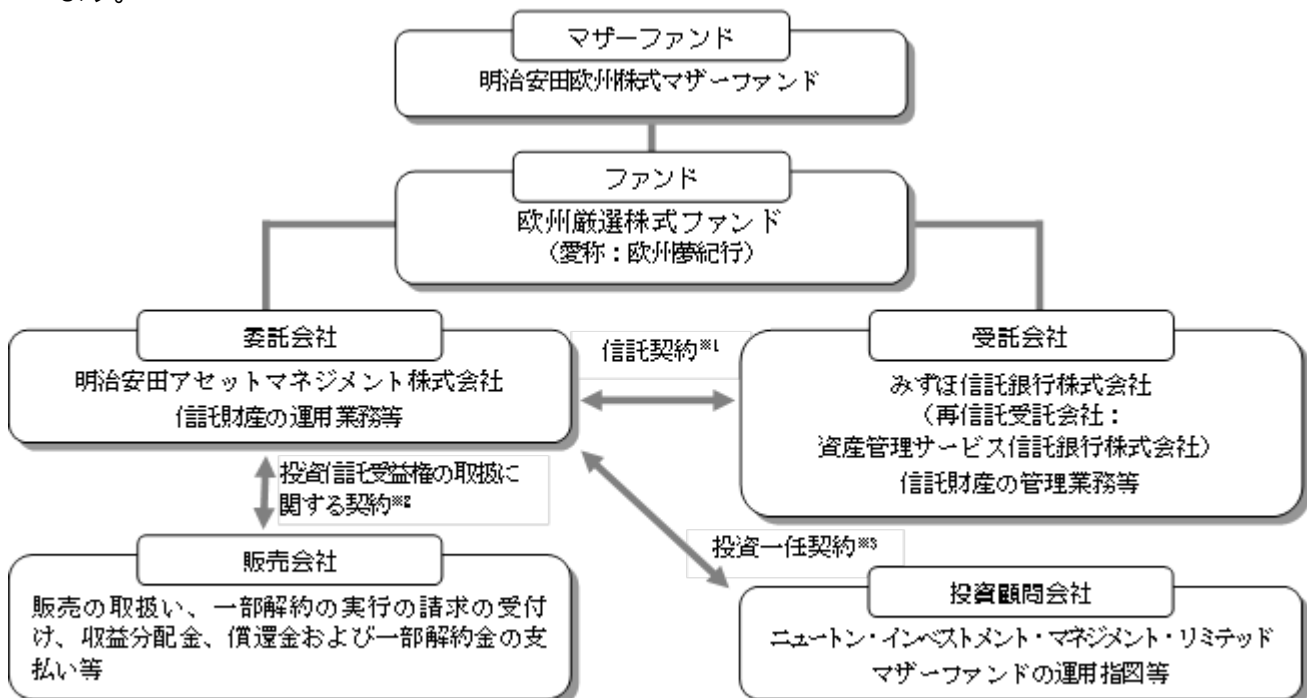 ます。
マザーファンド
明治安田欧州株式マザーファンド
ファンド
欧州厳選株式ファンド
(愛称:欧州夢紀行)
委託会社
明治安田アセットマネジメント株式会社
信託財産の運用業務等
信託契約※1
受託会社
みずほ信託銀行株式会社
(再信託受託会社:
資産管理サービス信託銀行株式会社)
信託財産の管理業務等
投資信託受益権の取扱に
関する契約※2
投資一任契約※3
販売会社
販売の取扱い、一部解約の実行の請求の受付
け、収益分配金、償還金および一部解約金の支
払い等
投資顧問会社
ニュートン・インベストメント・マネジメント・リミテッド
マザーファンドの運用指図等